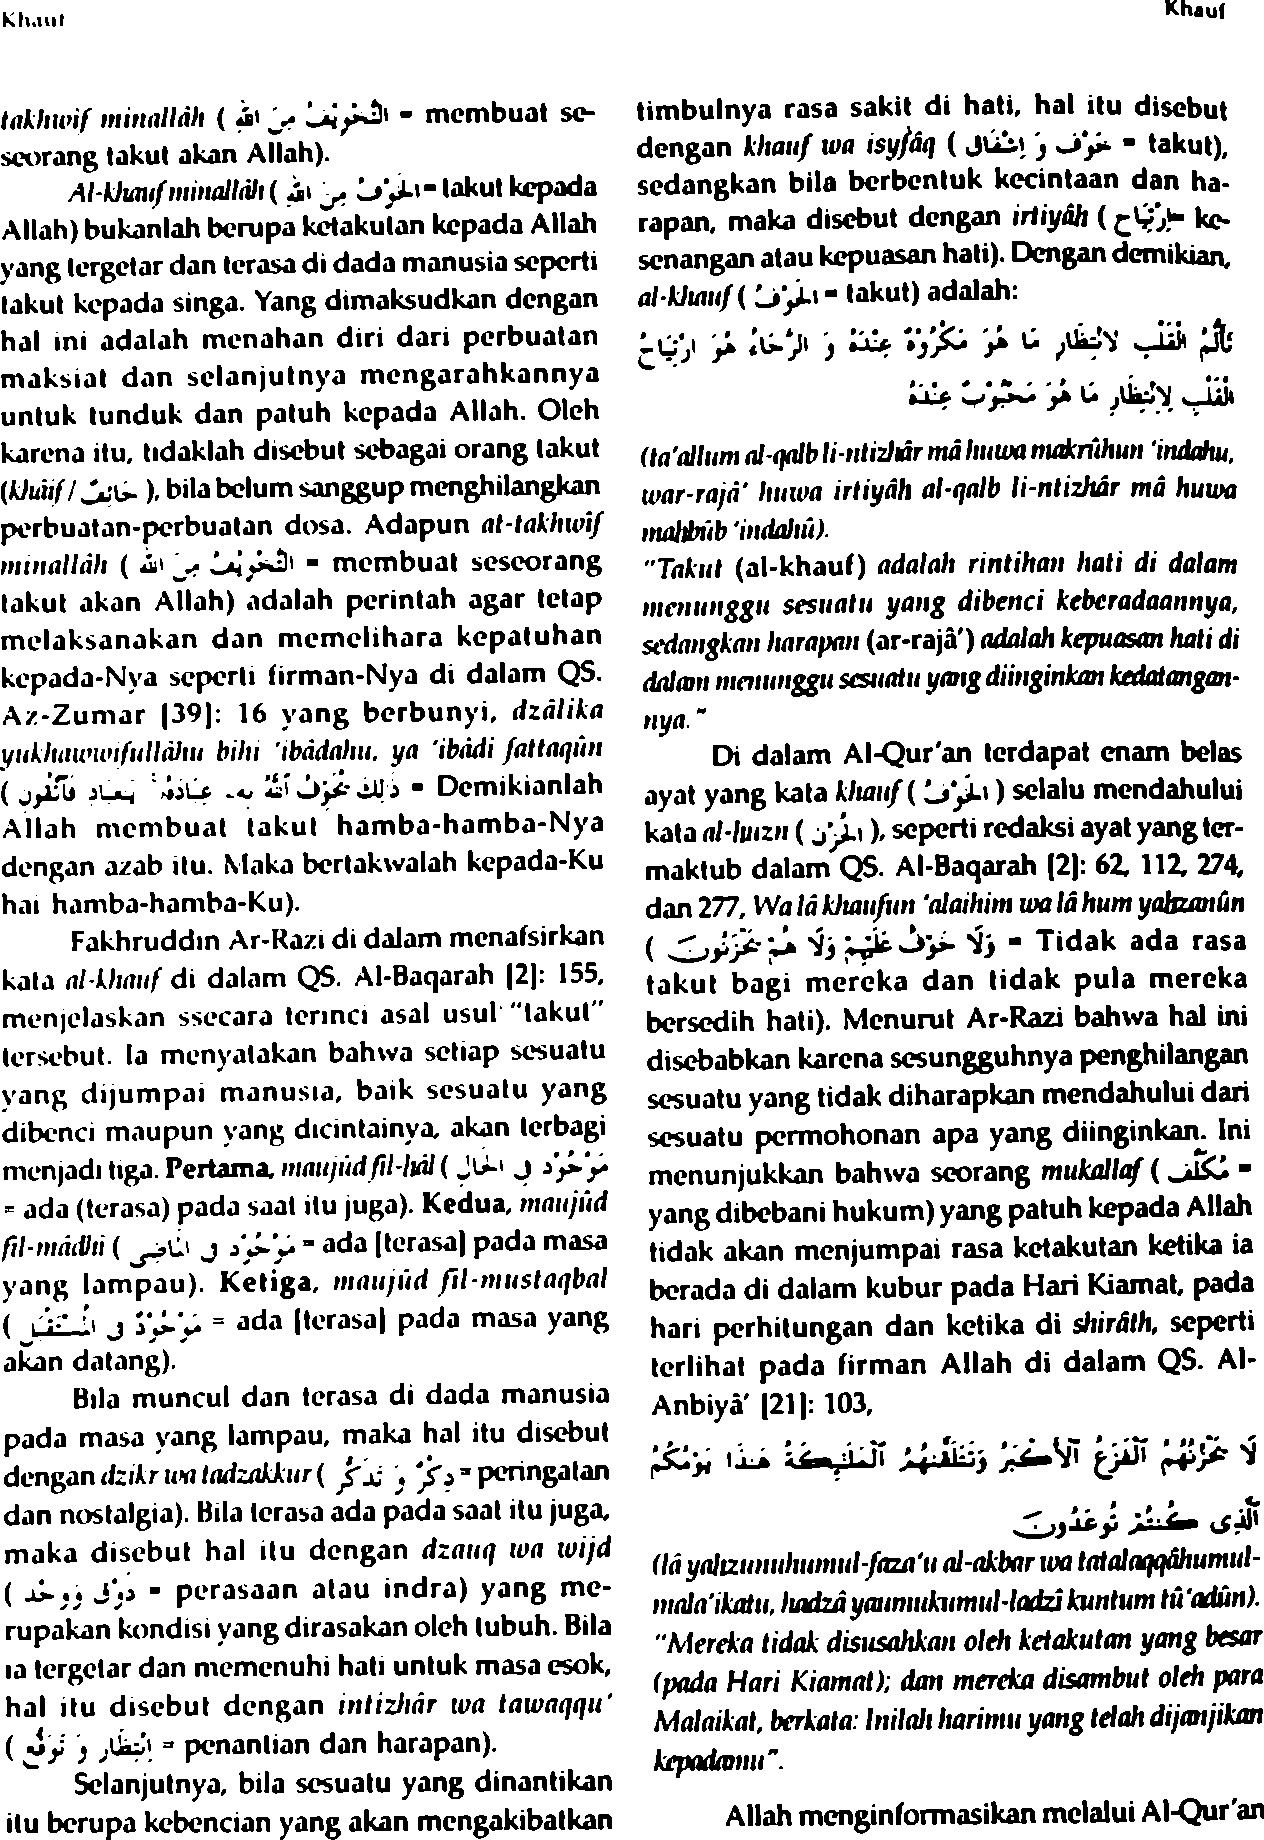 Khauf
Khauf
takhwif minallâh ( التَّخْوِيْفُ مِنَ اللهِ = membuat se-
seorang takut akan Allah).
Al-khauf minallâh ( الْخَوْفُ مِنَ اللهِ = takut kepada
Allah) bukanlah berupa ketakutan kepada Allah
yang tergetar dan terasa di dada manusia seperti
takut kepada singa. Yang dimaksudkan dengan
hal ini adalah menahan diri dari perbuatan
maksiat dan selanjutnya mengarahkannya
untuk tunduk dan patuh kepada Allah. Oleh
karena itu, tidaklah disebut sebagai orang takut
(khâif / خَائِف ), bila belum sanggup menghilangkan
perbuatan-perbuatan dosa. Adapun at-takhwîf
minallâh ( التَّخْوِيْفُ مِنَ اللهِ = membuat seseorang
takut akan Allah) adalah perintah agar tetap
melaksanakan dan memelihara kepatuhan
kepada-Nya seperti firman-Nya di dalam QS.
Az-Zumar [39]: 16 yang berbunyi, dzâlika
yukhawwifullâhu bihi 'ibâdahu, ya 'ibâdi fattaqûn
( ذَٰلِكَ يُخَوِّفُ ٱللَّهُ بِهِۦ عِبَادَهُۥ يَٰعِبَادِ فَٱتَّقُونِ = Demikianlah
Allah membuat takut hamba-hamba-Nya
dengan azab itu. Maka bertakwalah kepada-Ku
hai hamba-hamba-Ku).
Fakhruddin Ar-Razi di dalam menafsirkan
kata al-khauf di dalam QS. Al-Baqarah [2]: 155,
menjelaskan ssecara terinci asal usul "takut"
tersebut. Ia menyatakan bahwa setiap sesuatu
yang dijumpai manusia, baik sesuatu yang
dibenci maupun yang dicintainya, akan terbagi
menjadi tiga. Pertama, maujûd fil-hâl ( مَوْجُوْد فِى الْحَال
= ada (terasa) pada saat itu juga). Kedua, maujûd
fil-mâdhi ( مَوْجُوْد فِى الْمَاضِى = ada [terasa] pada masa
yang lampau). Ketiga, maujûd fil-mustaqbal
( مَوْجُوْدٌ فِى الْمُسْتَقْبَلِ = ada [terasa] pada masa yang
akan datang).
Bila muncul dan terasa di dada manusia
pada masa yang lampau, maka hal itu disebut
dengan dzikr wa tadzakkur ( ذِكْرٌ وَ تَذَكُّر = peringatan
dan nostalgia). Bila terasa ada pada saat itu juga,
maka disebut hal itu dengan dzauq wa wijd
( ذَوْق وَوِجْد = perasaan atau indra) yang me-
rupakan kondisi yang dirasakan oleh tubuh. Bila
ia tergetar dan memenuhi hati untuk masa esok,
hal itu disebut dengan intizhâr wa tawaqqu'
( إِنْتِظَار وَ تَوَقُّع = penantian dan harapan).
Selanjutnya, bila sesuatu yang dinantikan
itu berupa kebencian yang akan mengakibatkan
timbulnya rasa sakit di hati, hal itu disebut
dengan khauf wa isyfâq ( خَوْف وَ إِشْفَاق = takut),
sedangkan bila berbentuk kecintaan dan ha-
rapan, maka disebut dengan irtiyâh ( اِرْتِيَاح = ke-
senangan atau kepuasan hati). Dengan demikian,
al-khauf ( الْخَوْفُ = takut) adalah:
تَأَلُّمُ الْقَلْبِ لاِنْتِظَارِ مَا هُوَ مَكْرُوْهٌ عِنْدَهُ وَ الرَّجَاءُ هُوَ ارْتِيَاحُ
الْقَلْبِ لاِنْتِظَارِ مَا هُوَ مَحْبُوْبٌ عِنْدَهُ
(ta'allum al-qalb li-ntizhâr mâ huwa makrûhun 'indahu,
war-rajâ' huwa irtiyâh al-qalb li-ntizhâr mâ huwa
mahbûb 'indahû).
"Takut (al-khauf) adalah rintihan hati di dalam
menunggu sesuatu yang dibenci keberadaannya,
sedangkan harapan (ar-rajâ') adalah kepuasan hati di
dalam menunggu sesuatu yang diinginkan kedatangan-
nya."
Di dalam Al-Qur'an terdapat enam belas
ayat yang kata khauf ( الْخَوْفُ ) selalu mendahului
kata al-huzn ( الْحُزْن ), seperti redaksi ayat yang ter-
maktub dalam QS. Al-Baqarah [2]: 62, 112, 274,
dan 277, Wa lâ khaufun 'alaihim wa lâ hum yahzanûn
( وَلَا خَوْفٌ عَلَيْهِمْ وَلَا هُمْ يَحْزَنُونَ = Tidak ada rasa
takut bagi mereka dan tidak pula mereka
bersedih hati). Menurut Ar-Razi bahwa hal ini
disebabkan karena sesungguhnya penghilangan
sesuatu yang tidak diharapkan mendahului dari
sesuatu permohonan apa yang diinginkan. Ini
menunjukkan bahwa seorang mukallaf ( مُكَلَّف =
yang dibebani hukum) yang patuh kepada Allah
tidak akan menjumpai rasa ketakutan ketika ia
berada di dalam kubur pada Hari Kiamat, pada
hari perhitungan dan ketika di shirâth, seperti
terlihat pada firman Allah di dalam QS. Al-
Anbiyâ' [21]: 103,
لَا يَحْزُنُهُمُ ٱلْفَزَعُ ٱلْأَكْبَرُ وَتَتَلَقَّىٰهُمُ ٱلْمَلَٰٓئِكَةُ هَٰذَا يَوْمُكُمُ
ٱلَّذِى كُنتُمْ تُوعَدُونَ
(lâ yahzunuhumul-faza'u al-akbar wa tatalaqqâhumul-
mala'ikatu, hadzâ yaumukumul-ladzî kuntum tû'adûn).
"Mereka tidak disusahkan oleh ketakutan yang besar
(pada Hari Kiamat); dan mereka disambut oleh para
Malaikat, berkata: Inilah harimu yang telah dijanjikan
kepadamu".
Allah menginformasikan melalui Al-Qur'an